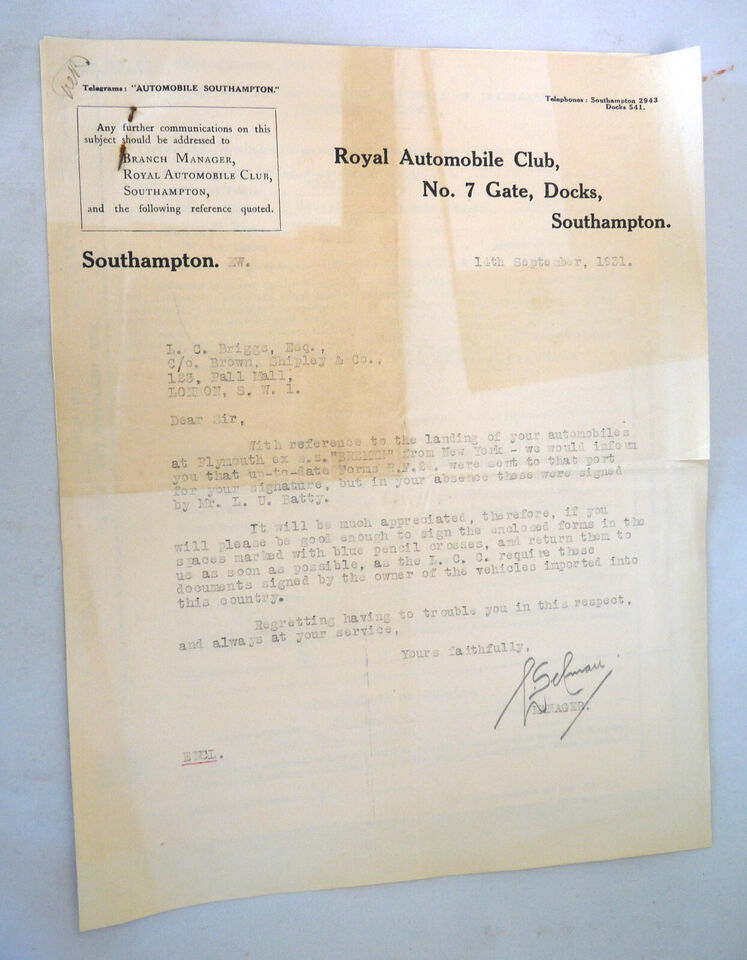 Telegrams: "AUTOMOBILE SOUTHAMPTON."
Telephones: Southampton 2943
Docks 541.
Any further communications on this
subject should be addressed to
BRANCH MANAGER,
ROYAL AUTOMOBILE CLUB,
SOUTHAMPTON,
and the following reference quoted.
Royal Automobile Club,
No. 7 Gate, Docks,
Southampton.
Southampton. EW.
14th September, 1931.
L. C. Briggs, Esq.,
C/o. Brown, Shipley & Co.,
123, Pall Mall,
LONDON, S. W. 1.
Dear Sir,
With reference to the landing of your automobiles
at Plymouth ex s.s."BREMEN" from New York - we would inform
you that up-to-date Forms R.F.24. were sent to that port
for your signature, but in your absence these were signed
by Mr. L. U. Batty.
It will be much appreciated, therefore, if you
will please be good enough to sign the enclosed forms in the
spaces marked with blue pencil crosses, and return them to
us as soon as possible, as the L. C. C. require these
documents signed by the owner of the vehicles imported into
this country.
Regretting having to trouble you in this respect,
and always at your service,
Yours faithfully,
MANAGER.
ENCL.